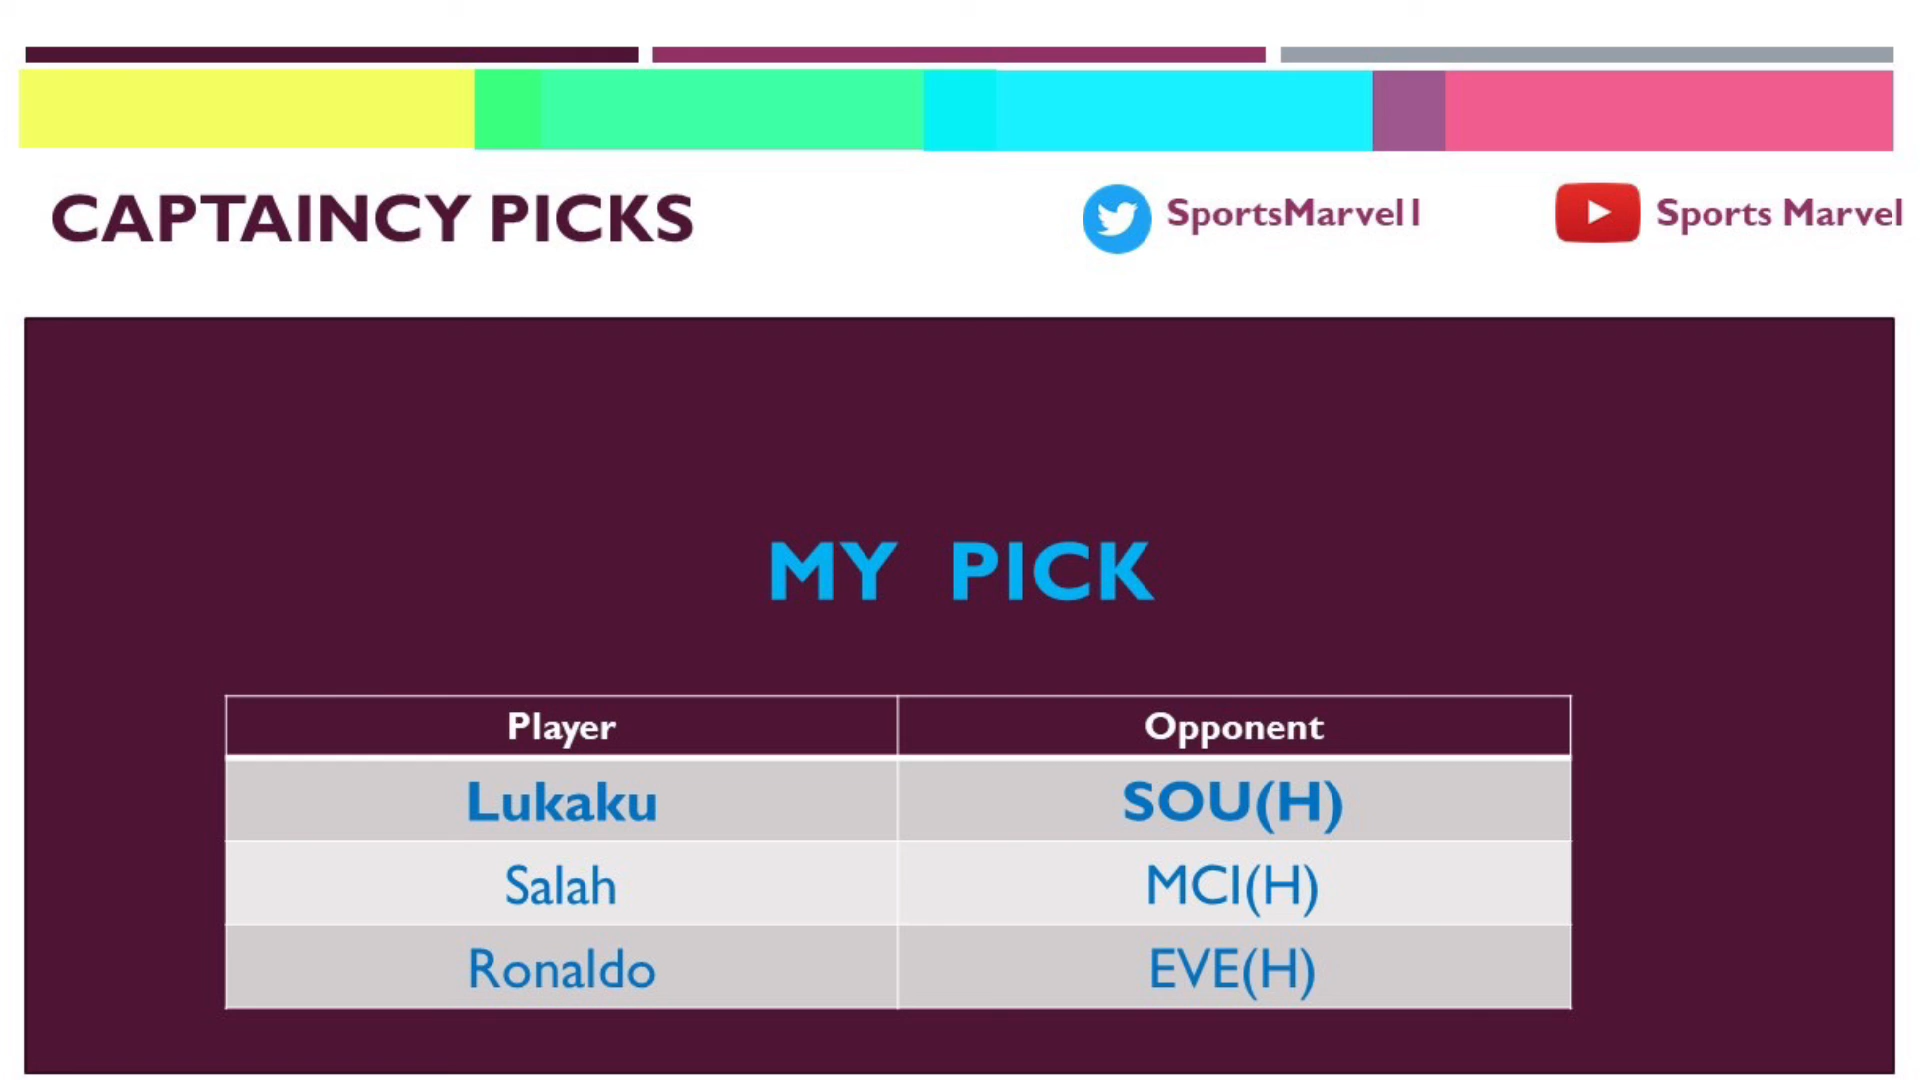 CAPTAINCY PICKS
SportsMarvel1
Sports Marvel
MY PICK
Player Opponent
Lukaku SOU(H)
Salah MCI(H)
Ronaldo EVE(H)